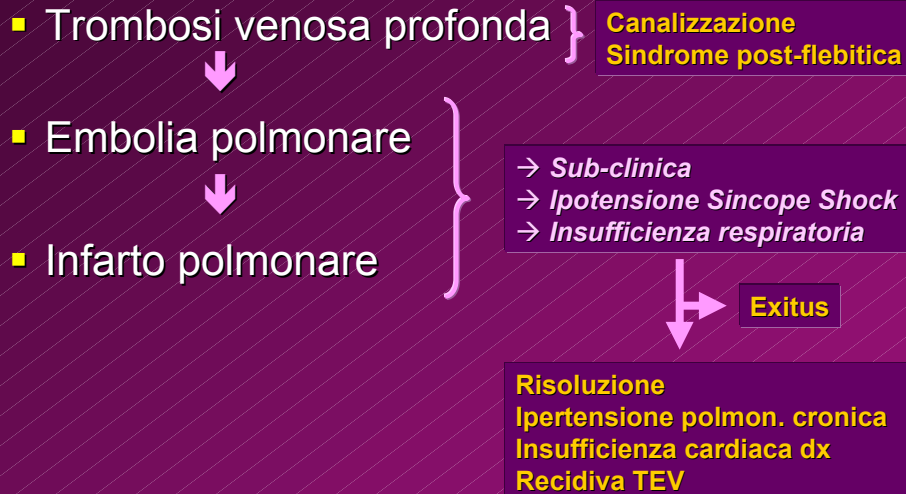 Trombosi venosa profonda
Canalizzazione
Sindrome post-flebitica
Embolia polmonare
Infarto polmonare
→ Sub-clinica
→ Ipotensione Sincope Shock
→ Insufficienza respiratoria
Exitus
Risoluzione
Ipertensione polmon. cronica
Insufficienza cardiaca dx
Recidiva TEV